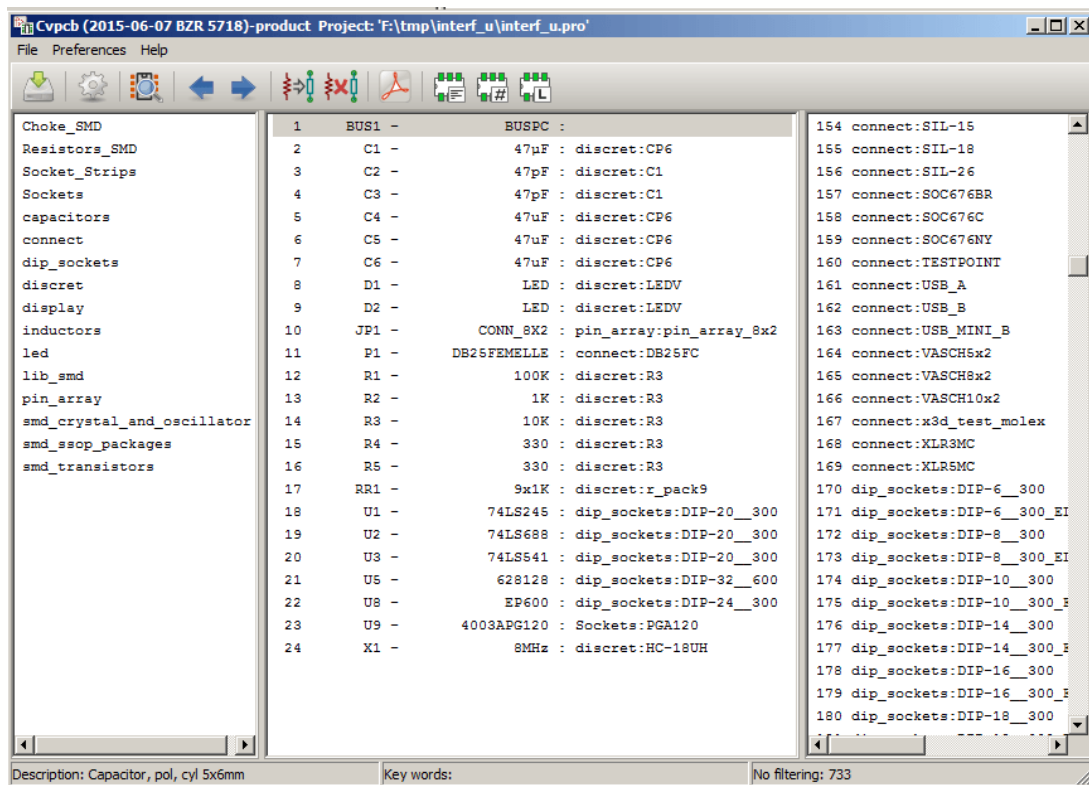 Cvpcb (2015-06-07 BZR 5718)-product Project: 'F:\tmp\interf_u\interf_u.pro'
File Preferences Help
Choke_SMD
Resistors_SMD
Socket_Strips
Sockets
capacitors
connect
dip_sockets
discret
display
inductors
led
lib_smd
pin_array
smd_crystal_and_oscillator
smd_ssop_packages
smd_transistors
1 BUS1 - BUSPC :
2 C1 - 47µF : discret:CP6
3 C2 - 47pF : discret:C1
4 C3 - 47pF : discret:C1
5 C4 - 47uF : discret:CP6
6 C5 - 47uF : discret:CP6
7 C6 - 47uF : discret:CP6
8 D1 - LED : discret:LEDV
9 D2 - LED : discret:LEDV
10 JP1 - CONN_8X2 : pin_array:pin_array_8x2
11 P1 - DB25FEMELLE : connect:DB25FC
12 R1 - 100K : discret:R3
13 R2 - 1K : discret:R3
14 R3 - 10K : discret:R3
15 R4 - 330 : discret:R3
16 R5 - 330 : discret:R3
17 RR1 - 9x1K : discret:r_pack9
18 U1 - 74LS245 : dip_sockets:DIP-20__300
19 U2 - 74LS688 : dip_sockets:DIP-20__300
20 U3 - 74LS541 : dip_sockets:DIP-20__300
21 U5 - 628128 : dip_sockets:DIP-32__600
22 U8 - EP600 : dip_sockets:DIP-24__300
23 U9 - 4003APG120 : Sockets:PGA120
24 X1 - 8MHz : discret:HC-18UH
154 connect:SIL-15
155 connect:SIL-18
156 connect:SIL-26
157 connect:SOC676BR
158 connect:SOC676C
159 connect:SOC676NY
160 connect:TESTPOINT
161 connect:USB_A
162 connect:USB_B
163 connect:USB_MINI_B
164 connect:VASCH5x2
165 connect:VASCH8x2
166 connect:VASCH10x2
167 connect:x3d_test_molex
168 connect:XLR3MC
169 connect:XLR5MC
170 dip_sockets:DIP-6__300
171 dip_sockets:DIP-6__300_El
172 dip_sockets:DIP-8__300
173 dip_sockets:DIP-8__300_El
174 dip_sockets:DIP-10__300
175 dip_sockets:DIP-10__300_
176 dip_sockets:DIP-14__300
177 dip_sockets:DIP-14__300_
178 dip_sockets:DIP-16__300
179 dip_sockets:DIP-16__300_
180 dip_sockets:DIP-18__300
Description: Capacitor, pol, cyl 5x6mm
Key words:
No filtering: 733